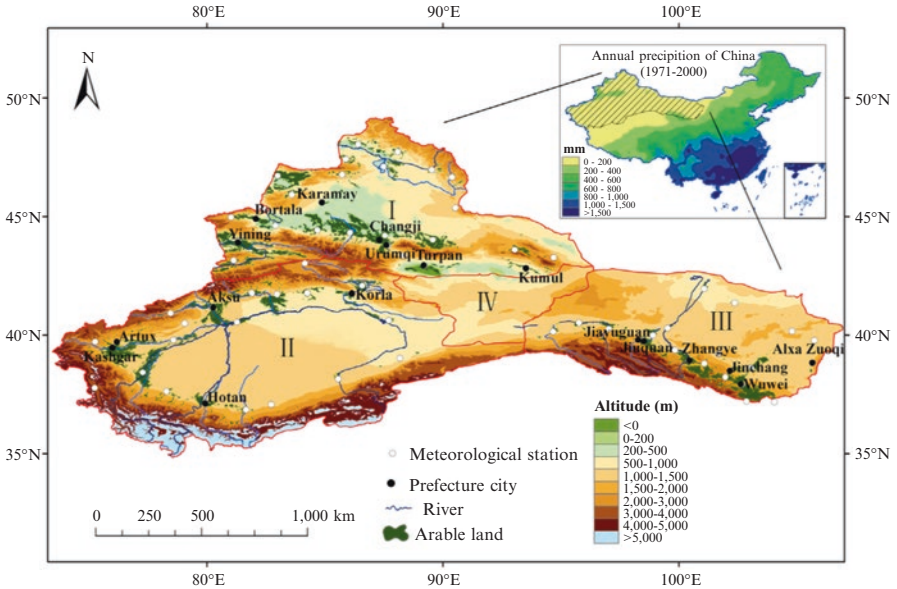 80°E 90°E 100°E
N
Annual precipition of China
(1971-2000)
mm
0 - 200
200 - 400
400 - 600
600 - 800
800 - 1,000
1,000 - 1,500
>1,500
50°N 50°N
45°N 45°N
40°N 40°N
35°N 35°N
Karamay
I
Bortala
Changji
Yining
Urumqi Turpan
Kumul
Aksu
Korla
IV
III
Artux
II
Jiayuguan
Jiuquan
Zhangye
Alxa Zuoqi
Kashgar
Jinchang
Wuwei
Hotan
Altitude (m)
<0
0-200
200-500
500-1,000
1,000-1,500
1,500-2,000
2,000-3,000
3,000-4,000
4,000-5,000
>5,000
Meteorological station
Prefecture city
River
Arable land
0 250 500 1,000 km
80°E 90°E 100°E